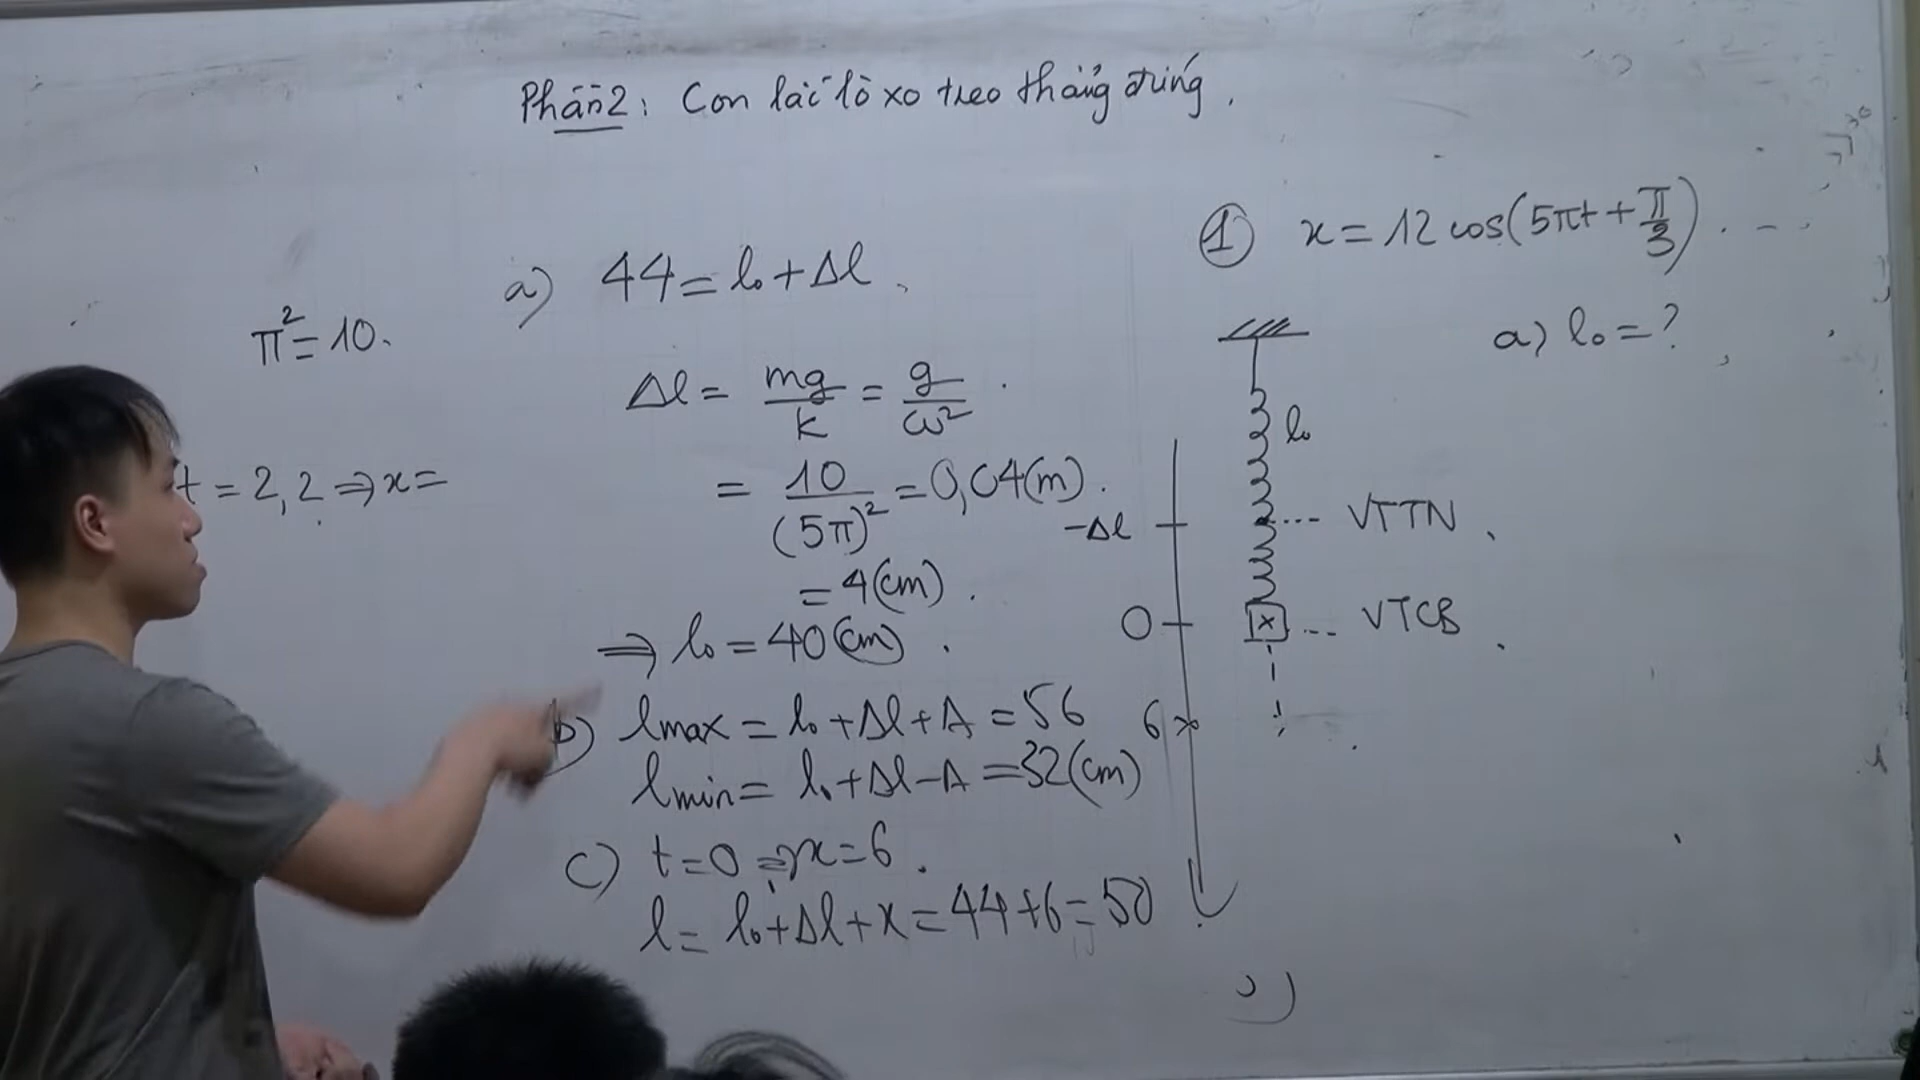 Phần 2: Con lắc lò xo treo thẳng đứng.
① x = 12 cos(5πt + π/3) . - - .
a) l₀ = ?
π² = 10.
t = 2,2 ⇒ x =
a) 44 = l₀ + Δl.
Δl = mg/k = g/ω².
= 10/(5π)² = 0,04(m).
= 4(cm).
⇒ l₀ = 40(cm).
b) lmax = l₀ + Δl + A = 56
lmin = l₀ + Δl - A = 32(cm)
c) t = 0 ⇒ x = 6.
l = l₀ + Δl + x = 44 + 6 = 50
l₀
-Δl
VTTN
O
x
VTCB
6